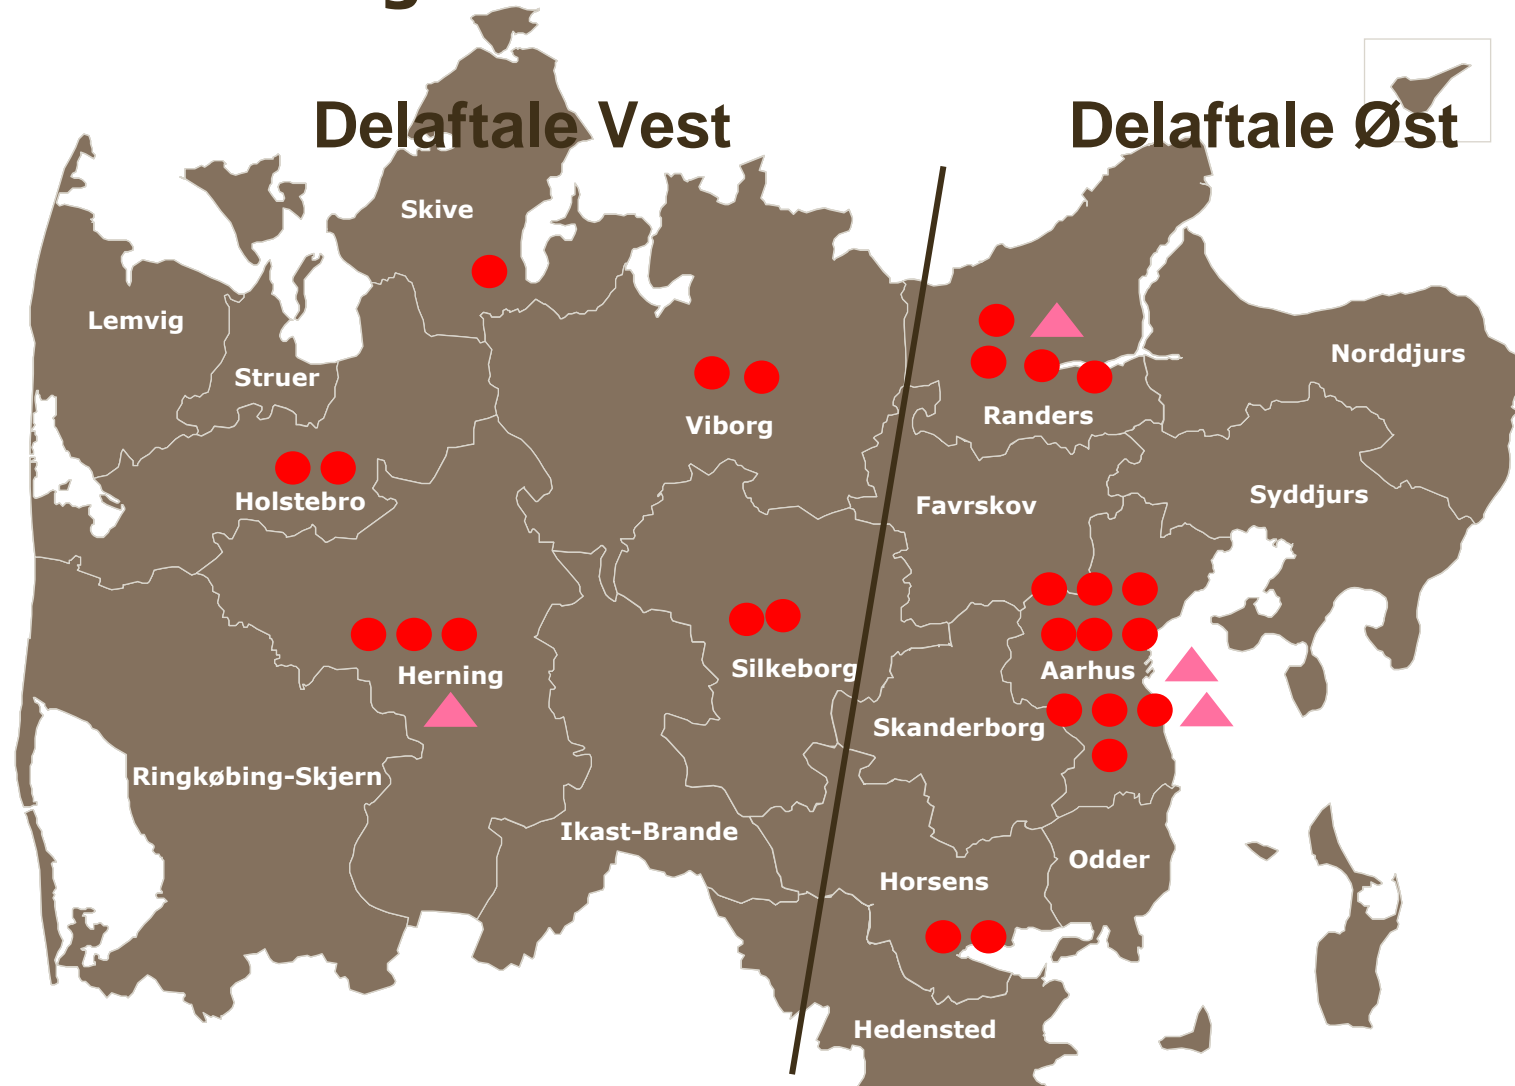 Delaftale Vest
Delaftale Øst
Skive
Lemvig
Struer
Norddjurs
Viborg
Randers
Holstebro
Favrskov
Syddjurs
Herning
Silkeborg
Aarhus
Skanderborg
Ringkøbing-Skjern
Ikast-Brande
Odder
Horsens
Hedensted